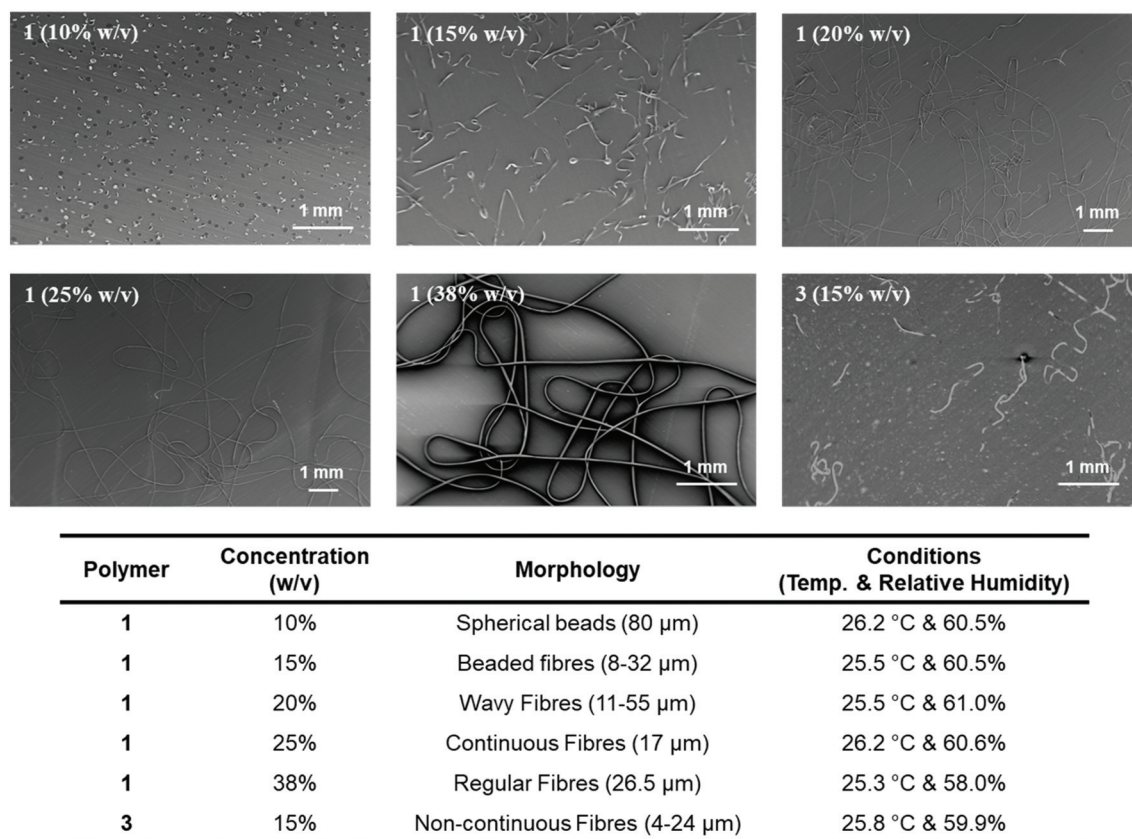 1 (10% w/v)
1 mm
1 (15% w/v)
1 mm
1 (20% w/v)
1 mm
1 (25% w/v)
1 mm
1 (38% w/v)
1 mm
3 (15% w/v)
1 mm
Polymer Concentration (w/v) Morphology Conditions (Temp. & Relative Humidity)
1 10% Spherical beads (80 µm) 26.2 °C & 60.5%
1 15% Beaded fibres (8-32 µm) 25.5 °C & 60.5%
1 20% Wavy Fibres (11-55 µm) 25.5 °C & 61.0%
1 25% Continuous Fibres (17 µm) 26.2 °C & 60.6%
1 38% Regular Fibres (26.5 µm) 25.3 °C & 58.0%
3 15% Non-continuous Fibres (4-24 µm) 25.8 °C & 59.9%